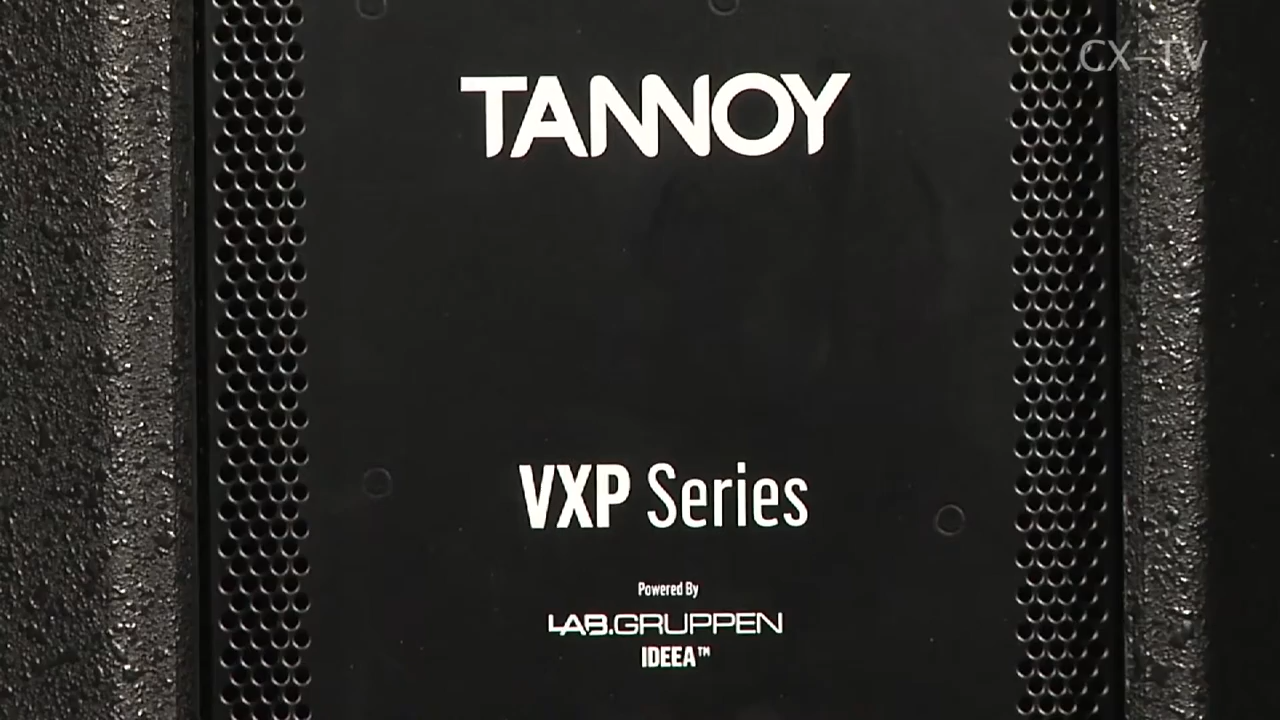 CX-TV
TANNOY
VXP Series
Powered By
LAB.GRUPPEN
IDEEA™